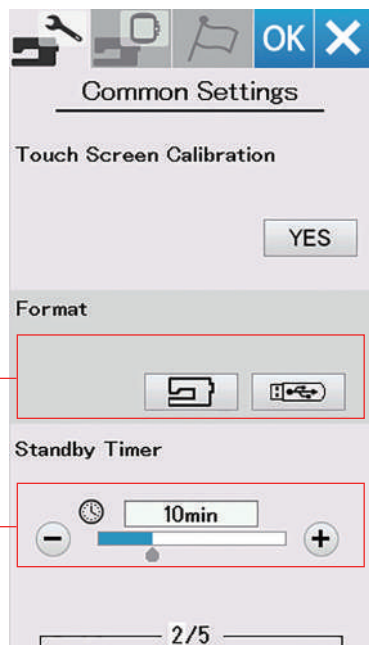 OK
Common Settings
Touch Screen Calibration
YES
Format
Standby Timer
10min
2/5